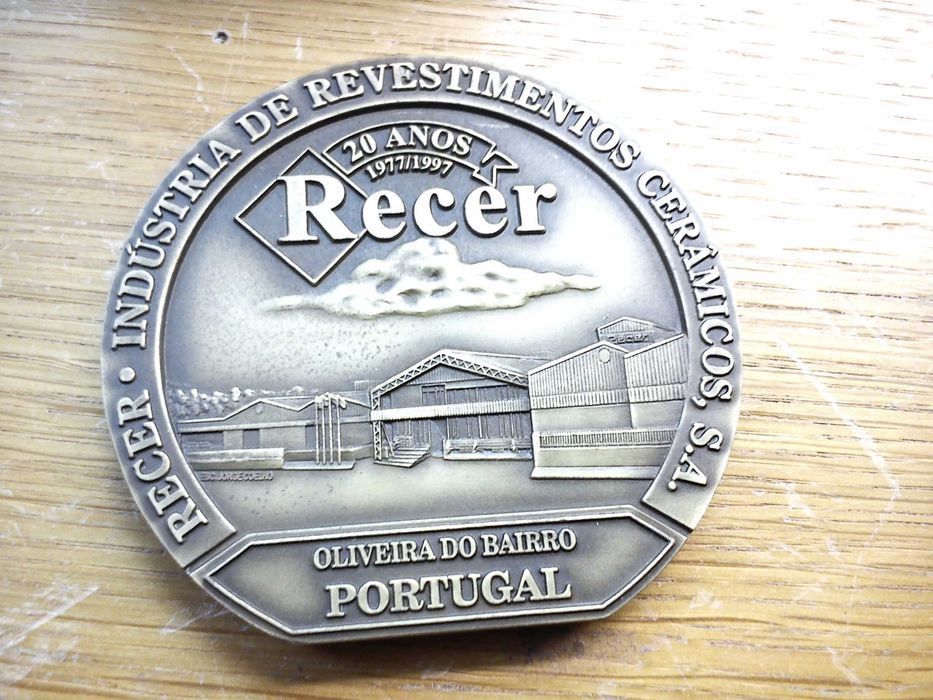 RECER • INDÚSTRIA DE REVESTIMENTOS CERÂMICOS, S.A.
20 ANOS
1977/1997
Recer
Recer
ESC. JORGE COELHO
OLIVEIRA DO BAIRRO
PORTUGAL